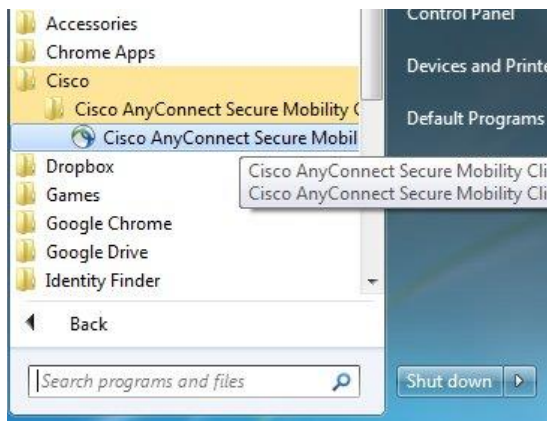 Accessories
Chrome Apps
Cisco
Cisco AnyConnect Secure Mobility
Cisco AnyConnect Secure Mobil
Dropbox
Games
Google Chrome
Google Drive
Identity Finder
Back
Search programs and files
Control Panel
Devices and Printe
Default Programs
Cisco AnyConnect Secure Mobility Cli
Cisco AnyConnect Secure Mobility Cli
Shut down